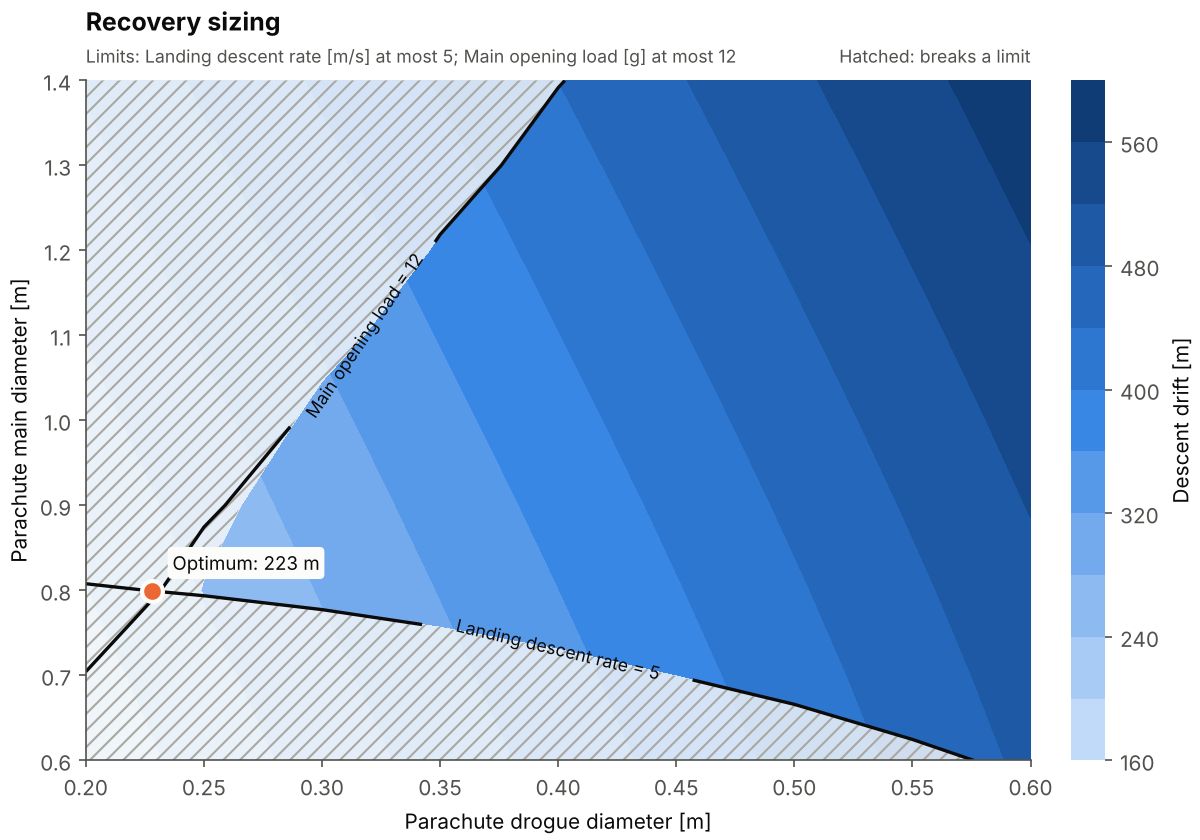 Recovery sizing
Limits: Landing descent rate [m/s] at most 5; Main opening load [g] at most 12
Hatched: breaks a limit
Parachute main diameter [m]
1.4
1.3
1.2
1.1
1.0
0.9
0.8
0.7
0.6
Main opening load = 12
Optimum: 223 m
Landing descent rate = 5
0.20
0.25
0.30
0.35
0.40
0.45
0.50
0.55
0.60
Parachute drogue diameter [m]
560
480
400
320
240
160
Descent drift [m]